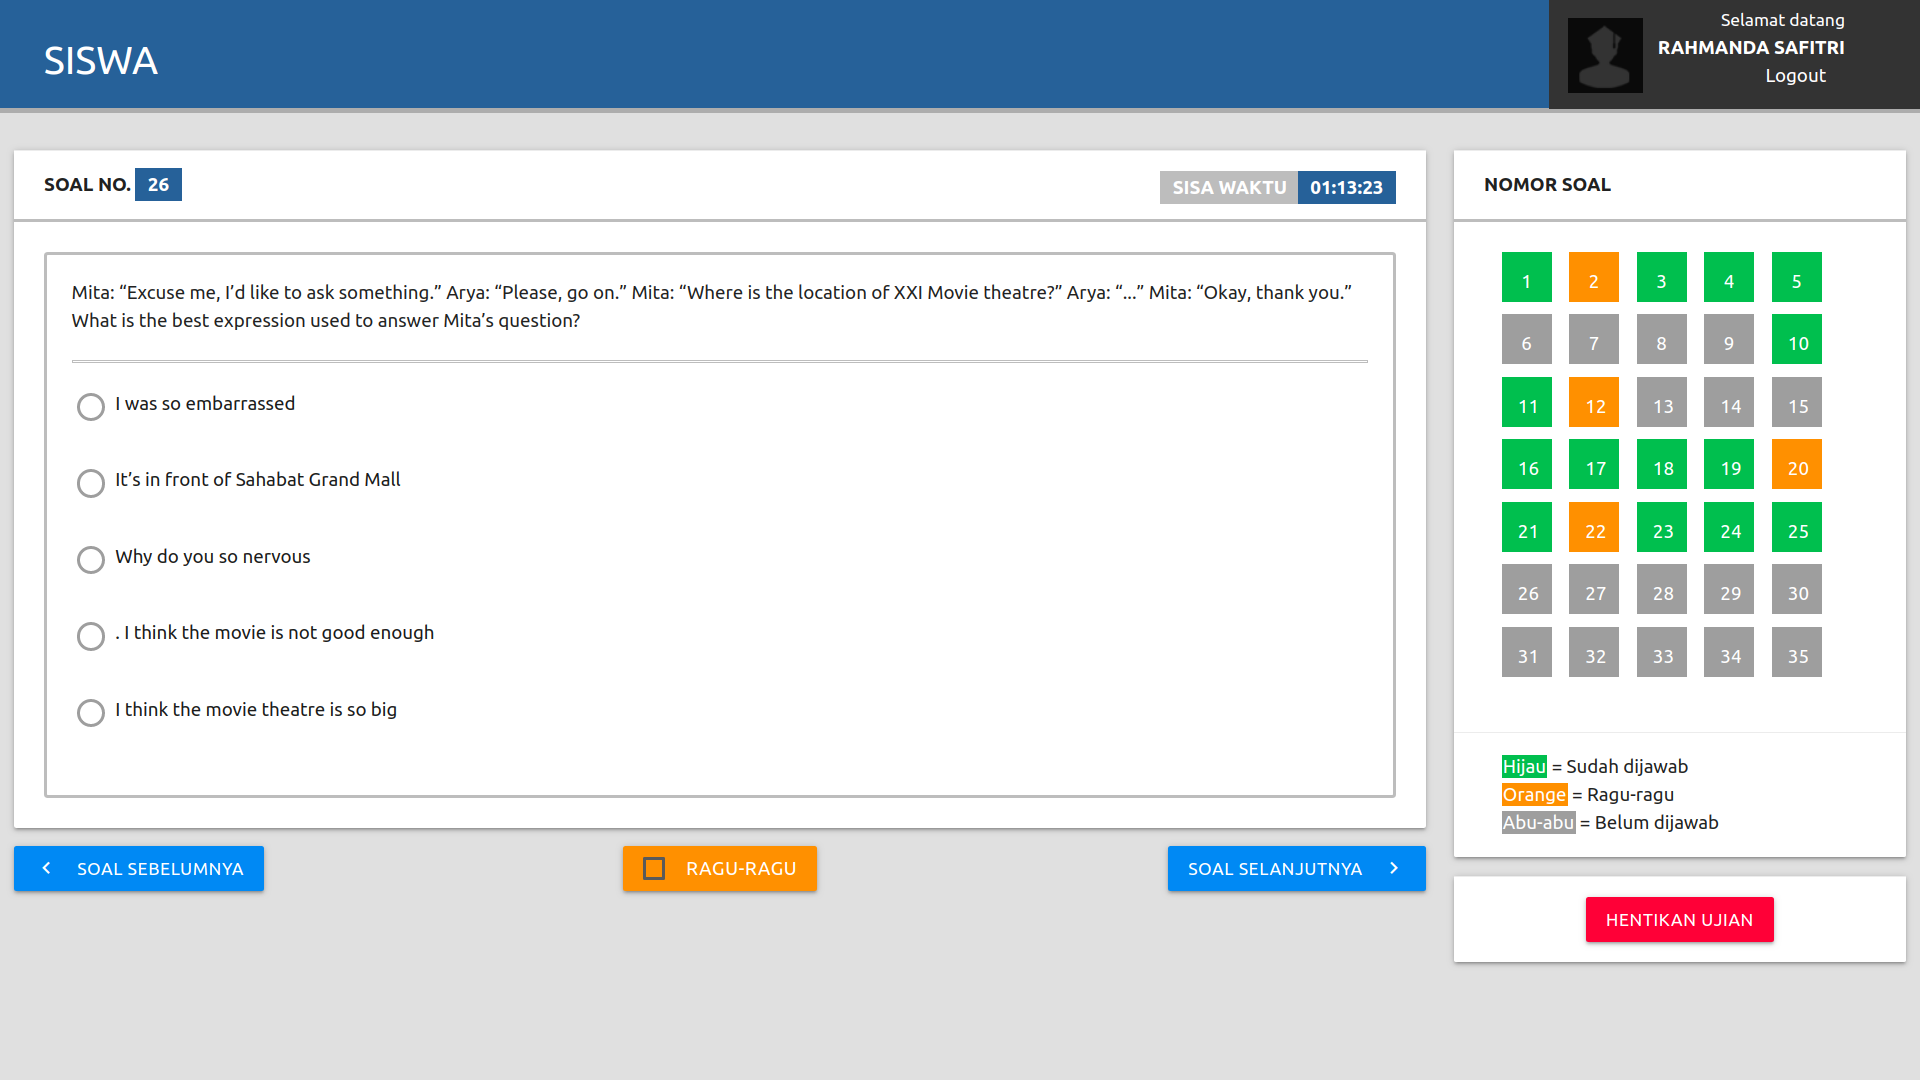 SISWA
Selamat datang
RAHMANDA SAFITRI
Logout
SOAL NO. 26
SISA WAKTU 01:13:23
Mita: “Excuse me, I’d like to ask something.” Arya: “Please, go on.” Mita: “Where is the location of XXI Movie theatre?” Arya: “...” Mita: “Okay, thank you.”
What is the best expression used to answer Mita’s question?
I was so embarrassed
It’s in front of Sahabat Grand Mall
Why do you so nervous
. I think the movie is not good enough
I think the movie theatre is so big
SOAL SEBELUMNYA
RAGU-RAGU
SOAL SELANJUTNYA
NOMOR SOAL
1 2 3 4 5
6 7 8 9 10
11 12 13 14 15
16 17 18 19 20
21 22 23 24 25
26 27 28 29 30
31 32 33 34 35
Hijau = Sudah dijawab
Orange = Ragu-ragu
Abu-abu = Belum dijawab
HENTIKAN UJIAN